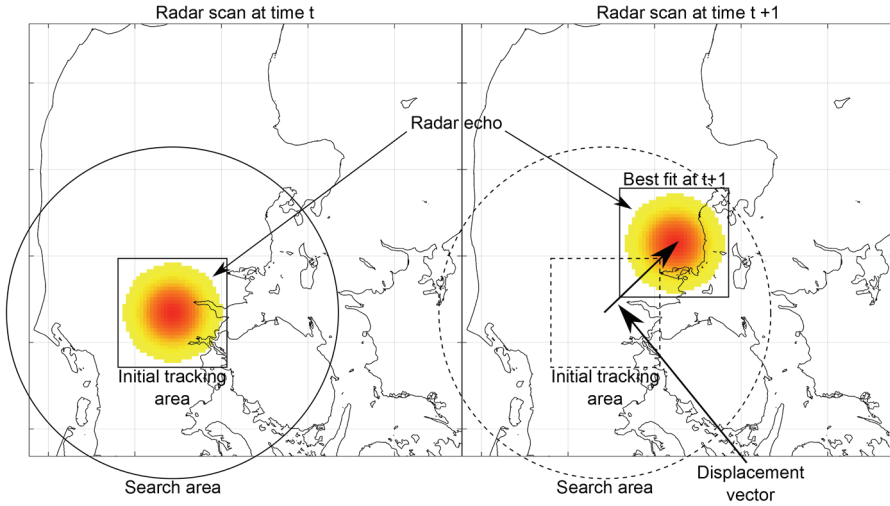 Radar scan at time t
Radar scan at time t +1
Radar echo
Best fit at t+1
Initial tracking
area
Initial tracking
area
Search area
Search area
Displacement
vector